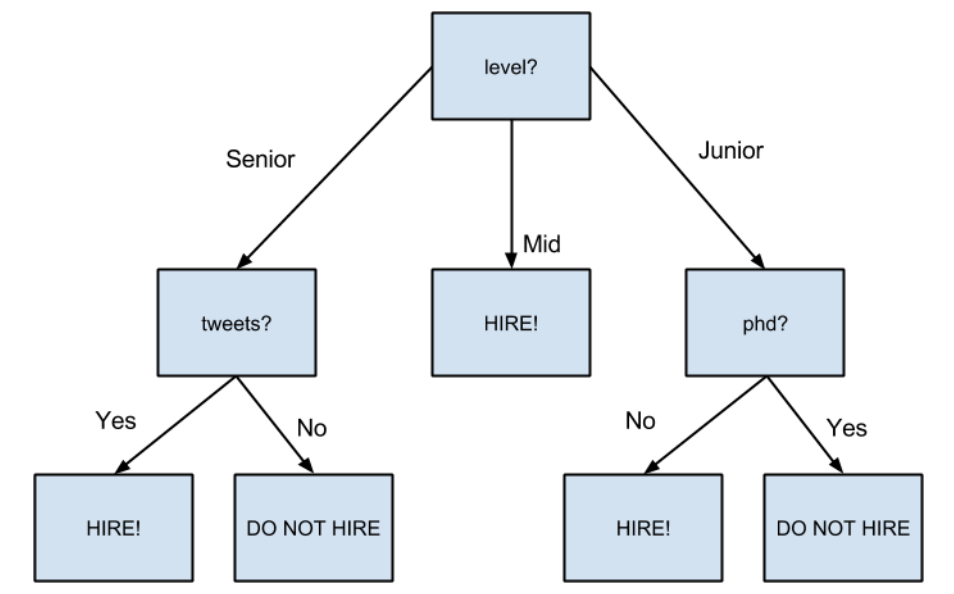 level?
Senior
Junior
Mid
tweets?
HIRE!
phd?
Yes
No
No
Yes
HIRE!
DO NOT HIRE
HIRE!
DO NOT HIRE